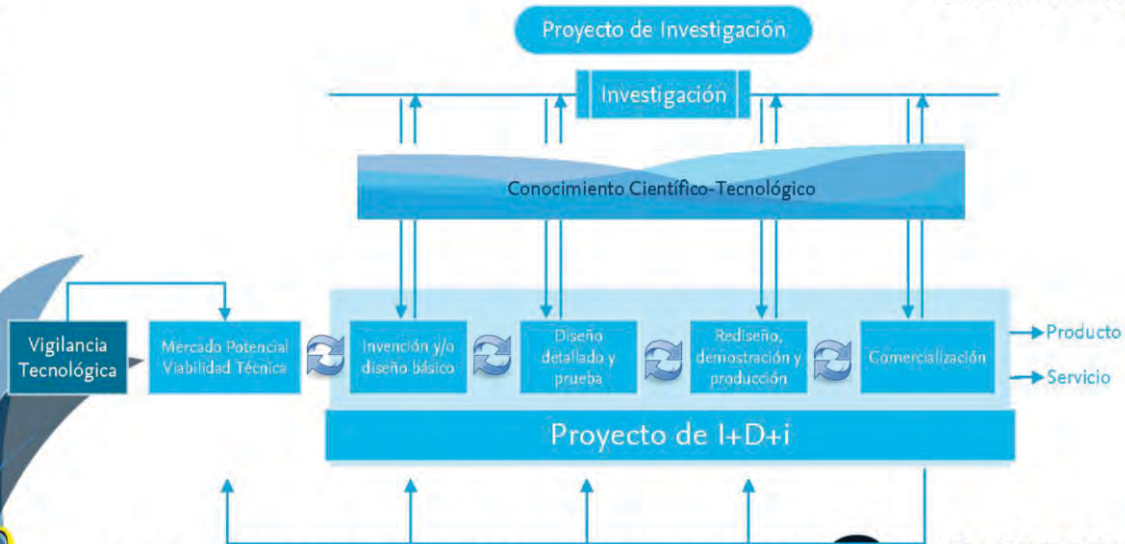 Proyecto de Investigación
Investigación
Conocimiento Científico-Tecnológico
Vigilancia
Tecnológica
Mercado Potencial
Viabilidad Técnica
Invención y/o
diseño básico
Diseño
detallado y
prueba
Rediseño,
demostración y
producción
Comercialización
Producto
Servicio
Proyecto de I+D+i